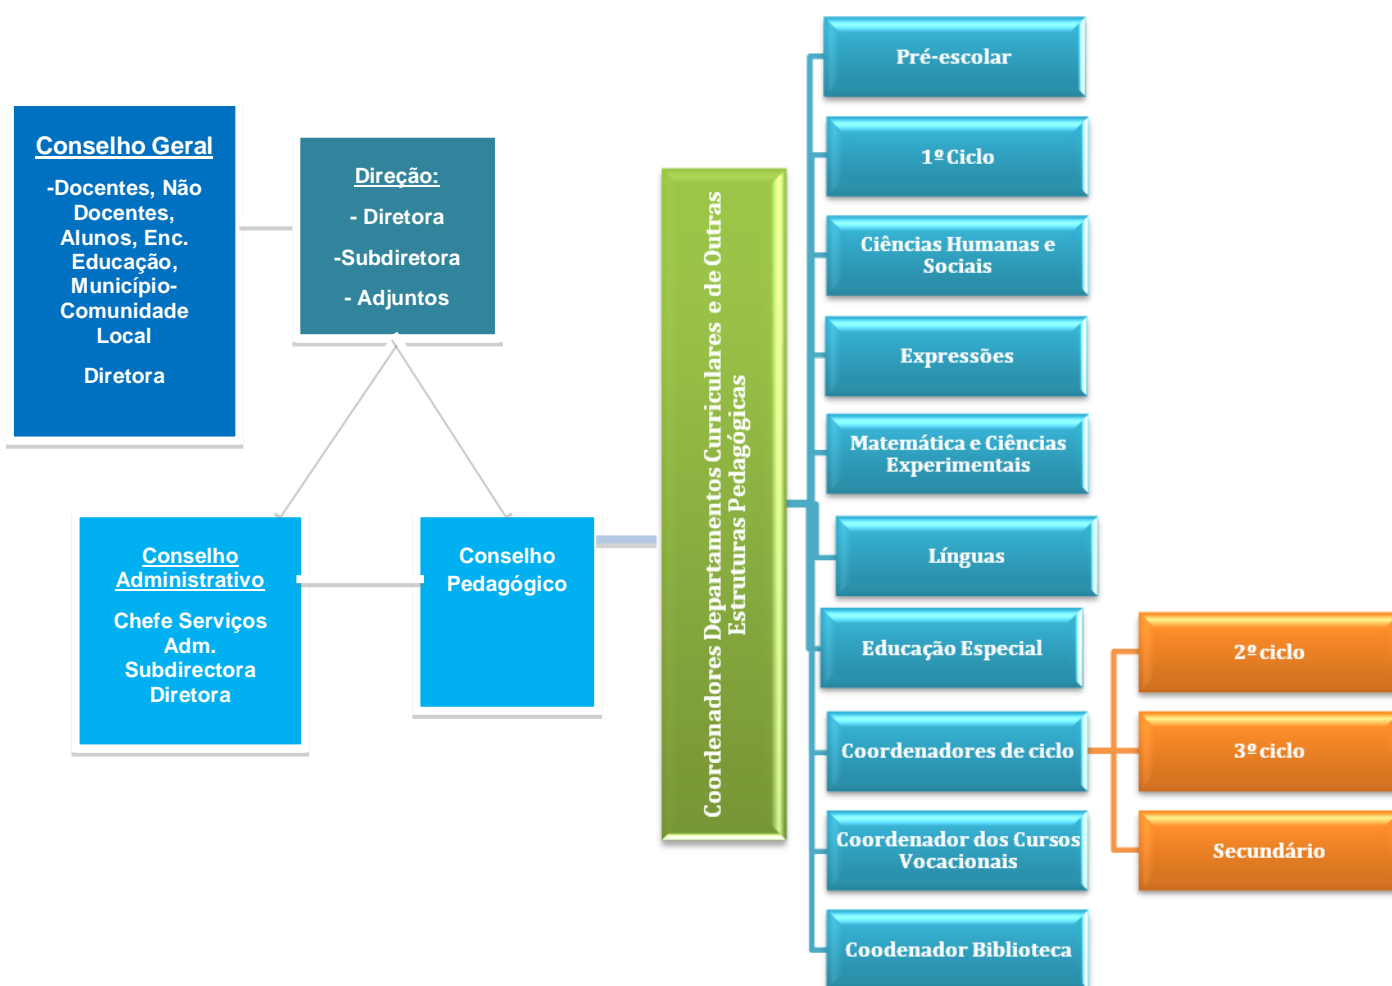 Conselho Geral
-Docentes, Não
Docentes,
Alunos, Enc.
Educação,
Município-
Comunidade
Local
Diretora
Direção:
- Diretora
-Subdiretora
- Adjuntos
Conselho
Administrativo
Chefe Serviços
Adm.
Subdirectora
Diretora
Conselho
Pedagógico
Coordenadores Departamentos Curriculares e de Outras
Estruturas Pedagógicas
Pré-escolar
1º Ciclo
Ciências Humanas e
Sociais
Expressões
Matemática e Ciências
Experimentais
Línguas
Educação Especial
Coordenadores de ciclo
Coordenador dos Cursos
Vocacionais
Coodenador Biblioteca
2º ciclo
3º ciclo
Secundário